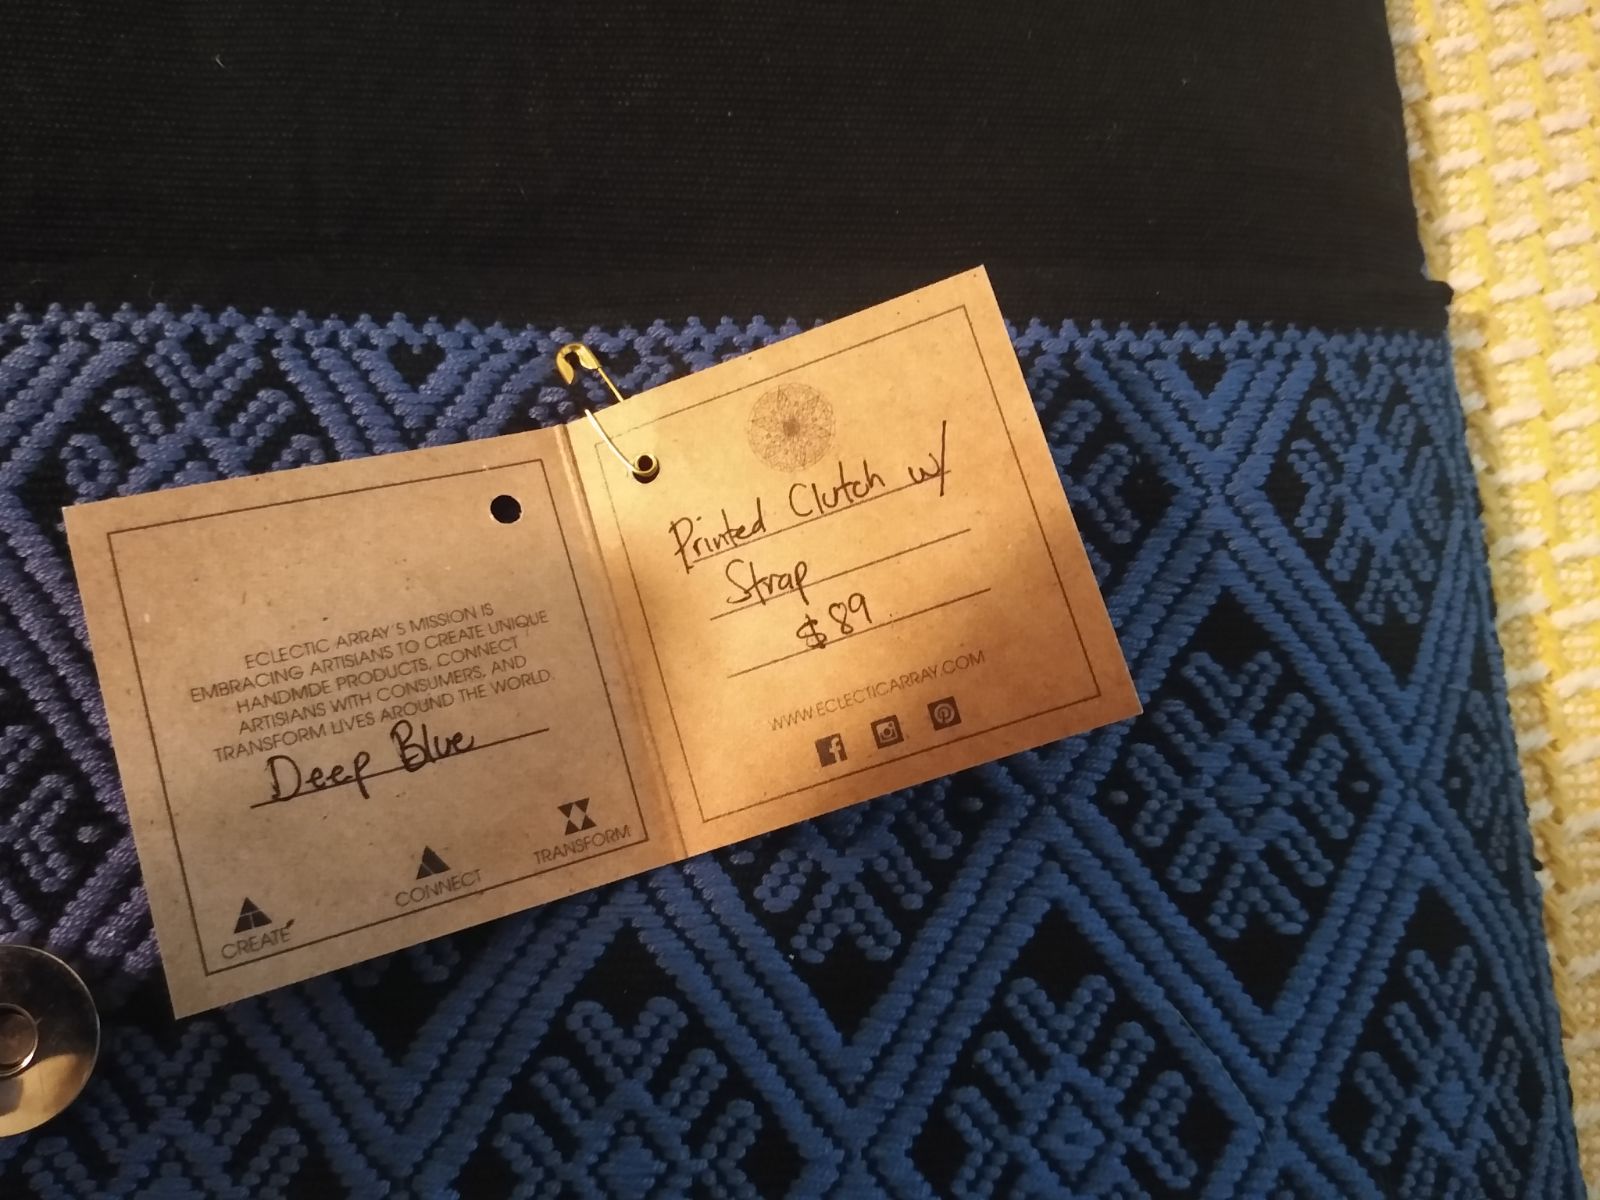 ECLECTIC ARRAY'S MISSION IS
EMBRACING ARTISIANS TO CREATE UNIQUE
HANDMDE PRODUCTS, CONNECT
ARTISIANS WITH CONSUMERS, AND
TRANSFORM LIVES AROUND THE WORLD.
Deep Blue
CREATE
CONNECT
TRANSFORM
Printed Clutch w/
Strap
$89
WWW.ECLECTICARRAY.COM